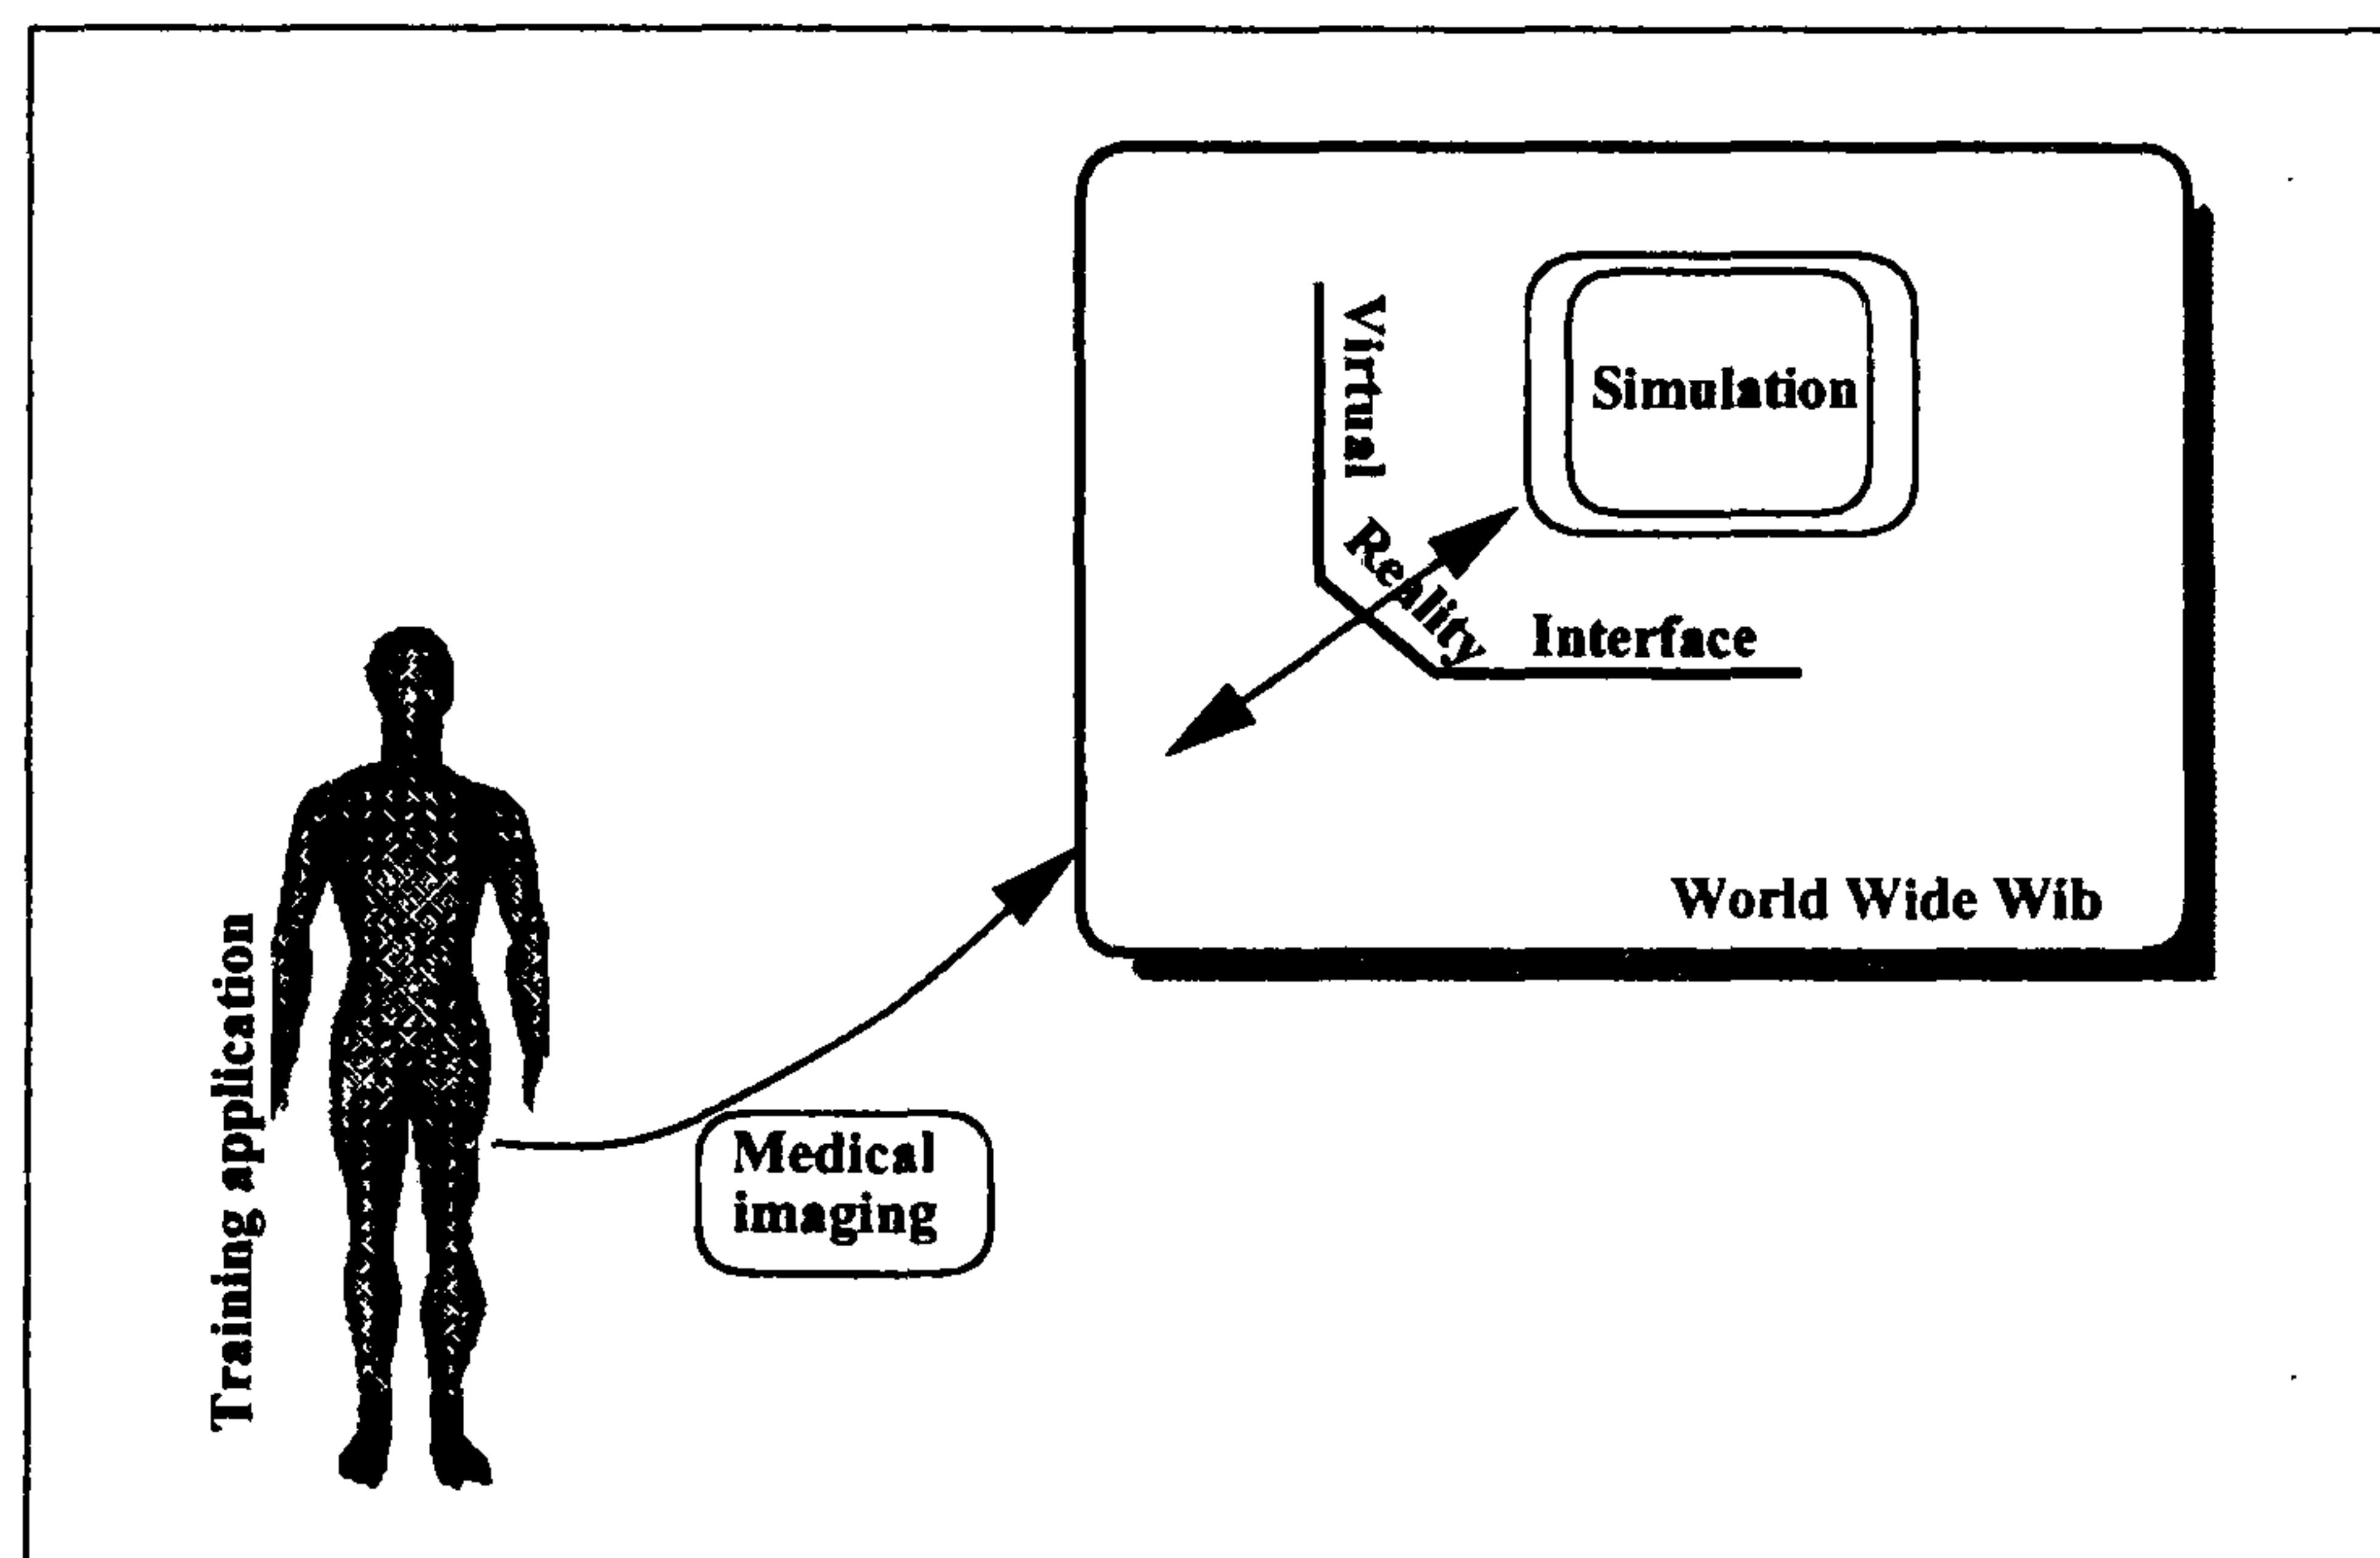 Virtual Reality Interface
Simulation
World Wide Wib
Training application
Medical
imaging